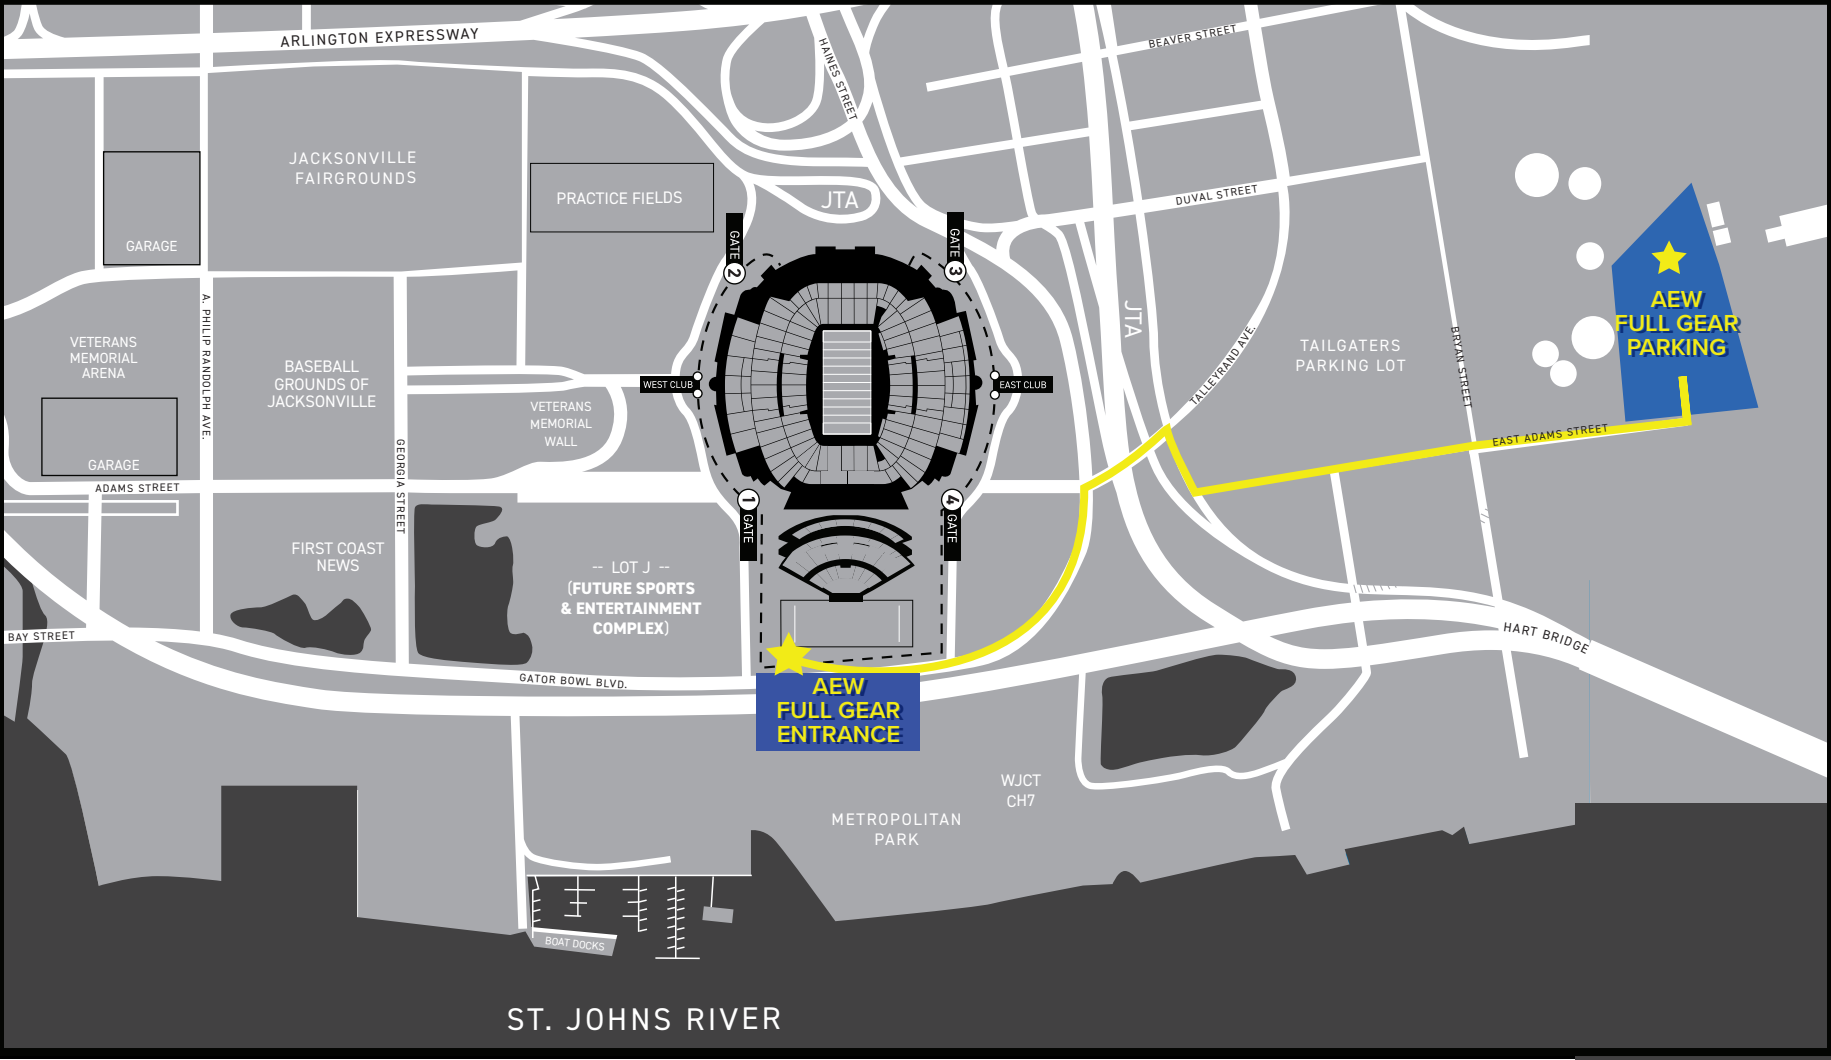 ARLINGTON EXPRESSWAY
HAINES STREET
BEAVER STREET
JACKSONVILLE
FAIRGROUNDS
PRACTICE FIELDS
JTA
DUVAL STREET
GARAGE
GATE
2
GATE
3
A. PHILIP RANDOLPH AVE.
JTA
AEW
FULL GEAR
PARKING
VETERANS
MEMORIAL
ARENA
TALLEYRAND AVE.
TAILGATERS
PARKING LOT
BRYAN STREET
BASEBALL
GROUNDS OF
JACKSONVILLE
WEST CLUB
EAST CLUB
VETERANS
MEMORIAL
WALL
EAST ADAMS STREET
GARAGE
ADAMS STREET
GEORGIA STREET
1
GATE
4
GATE
FIRST COAST
NEWS
-- LOT J --
(FUTURE SPORTS
& ENTERTAINMENT
COMPLEX)
BAY STREET
HART BRIDGE
GATOR BOWL BLVD.
AEW
FULL GEAR
ENTRANCE
WJCT
CH7
METROPOLITAN
PARK
BOAT DOCKS
ST. JOHNS RIVER